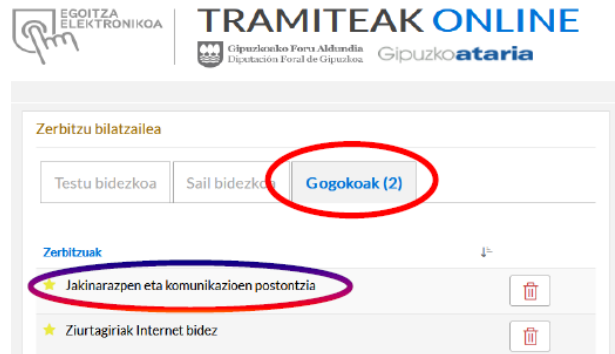 EGOITZA
ELEKTRONIKOA
TRAMITEAK ONLINE
Gipuzkoako Foru Aldundia
Diputación Foral de Gipuzkoa
Gipuzkoataria
Zerbitzu bilatzailea
Testu bidezkoa
Sail bidezkoa
Gogokoak (2)
Zerbitzuak
Jakinarazpen eta komunikazioen postontzia
Ziurtagiriak Internet bidez